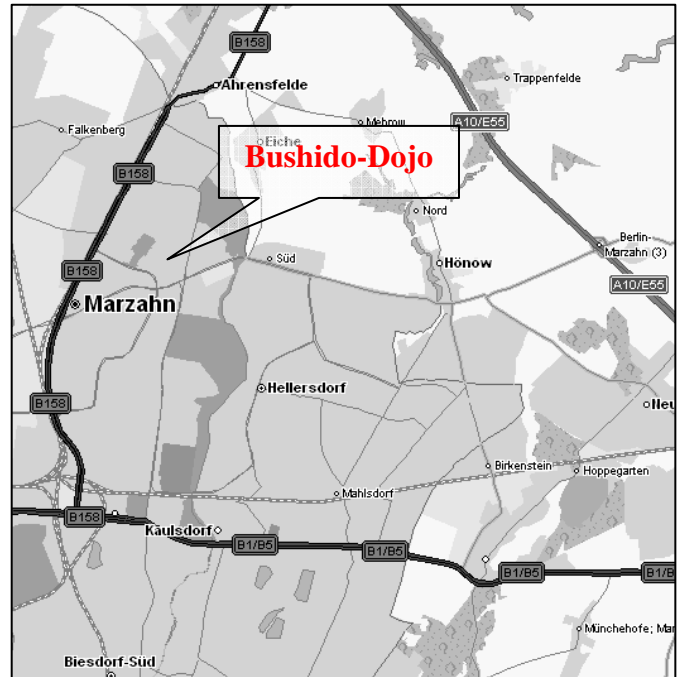 B158
Ahrensfelde
Trappenfelde
Mehrow
A10/E55
Falkenberg
Eiche
Bushido-Dojo
B158
Nord
Berlin-
Marzahn (3)
Süd
Hönow
B158
A10/E55
Marzahn
Hellersdorf
B158
Neu
Birkenstein
Hoppegarten
Mahlsdorf
B158
Kaulsdorf
B1/B5
B1/B5
B1/B5
B1/B
Münchehofe; Mar
Biesdorf-Süd